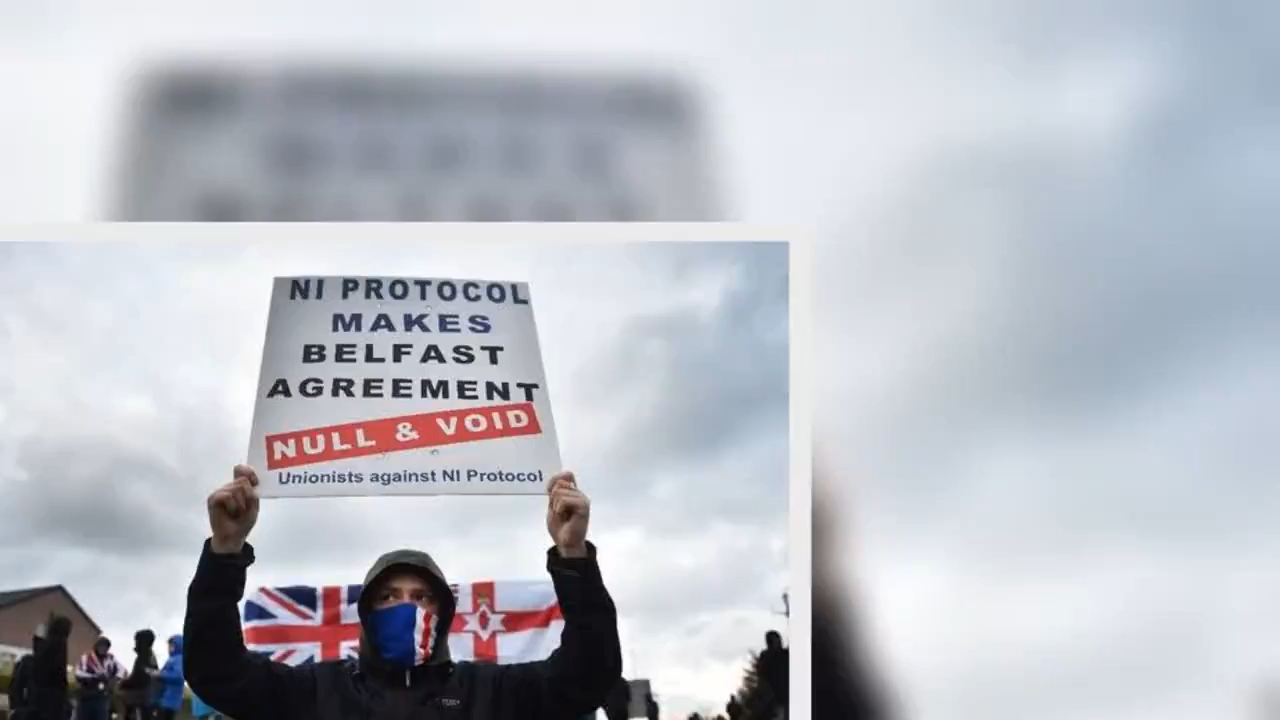 NI PROTOCOL
MAKES
BELFAST
AGREEMENT
NULL & VOID
Unionists against NI Protocol